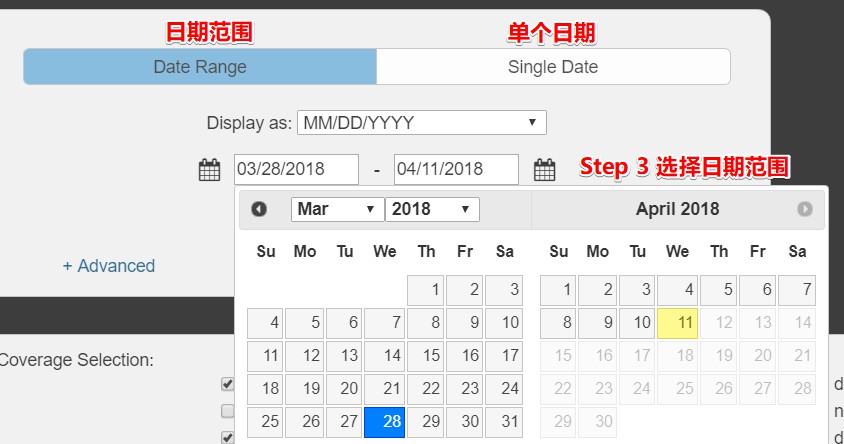 日期范围 单个日期
Date Range Single Date
Display as: MM/DD/YYYY
03/28/2018 - 04/11/2018 Step 3 选择日期范围
Mar 2018 April 2018
Su Mo Tu We Th Fr Sa Su Mo Tu We Th Fr Sa
1 2 3 1 2 3 4 5 6 7
4 5 6 7 8 9 10 8 9 10 11 12 13 14
11 12 13 14 15 16 17 15 16 17 18 19 20 21
18 19 20 21 22 23 24 22 23 24 25 26 27 28
25 26 27 28 29 30 31 29 30
+ Advanced
Coverage Selection:
d
n
d